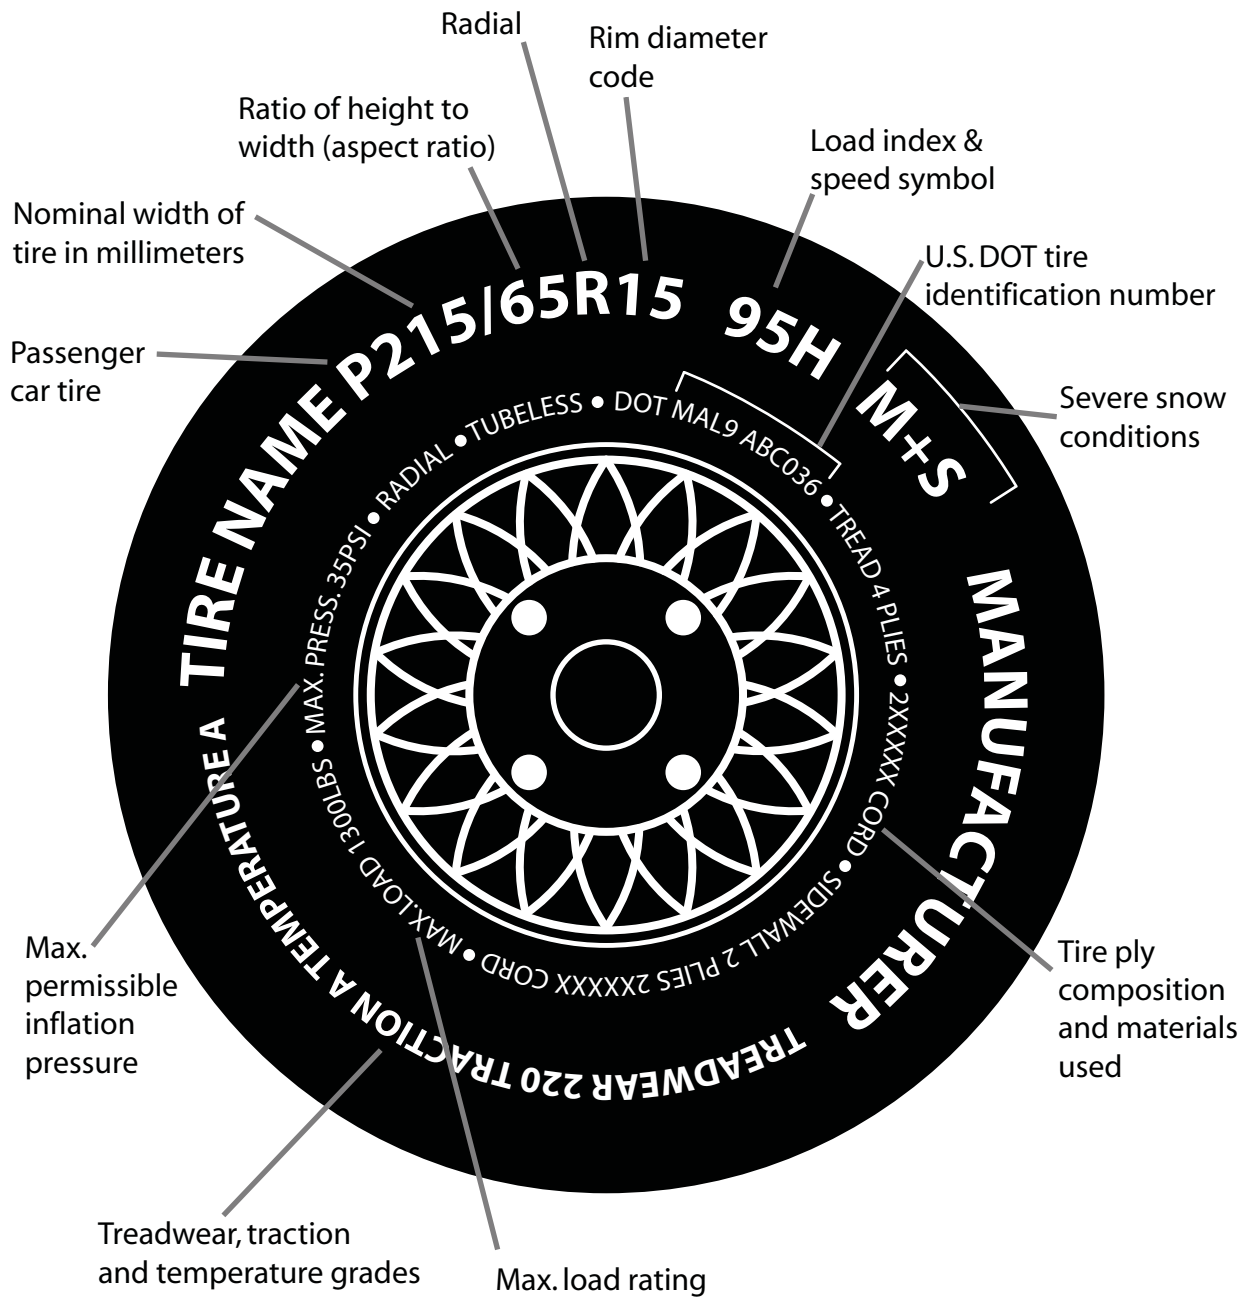 Radial
Rim diameter
code
Ratio of height to
width (aspect ratio)
Load index &
speed symbol
Nominal width of
tire in millimeters
U.S. DOT tire
identification number
Passenger
car tire
Severe snow
conditions
TIRE NAME P215/65R15 95H M+S
MANUFACTURER
TREADWEAR 220 TRACTION A TEMPERATURE A
MAX. PRESS. 35PSI • RADIAL • TUBELESS • DOT MAL9 ABC036 • TREAD 4 PLIES • 2XXXXX CORD • SIDEWALL 2 PLIES 2XXXXX CORD • MAX.LOAD 1300LBS •
Max.
permissible
inflation
pressure
Tire ply
composition
and materials
used
Treadwear, traction
and temperature grades
Max. load rating